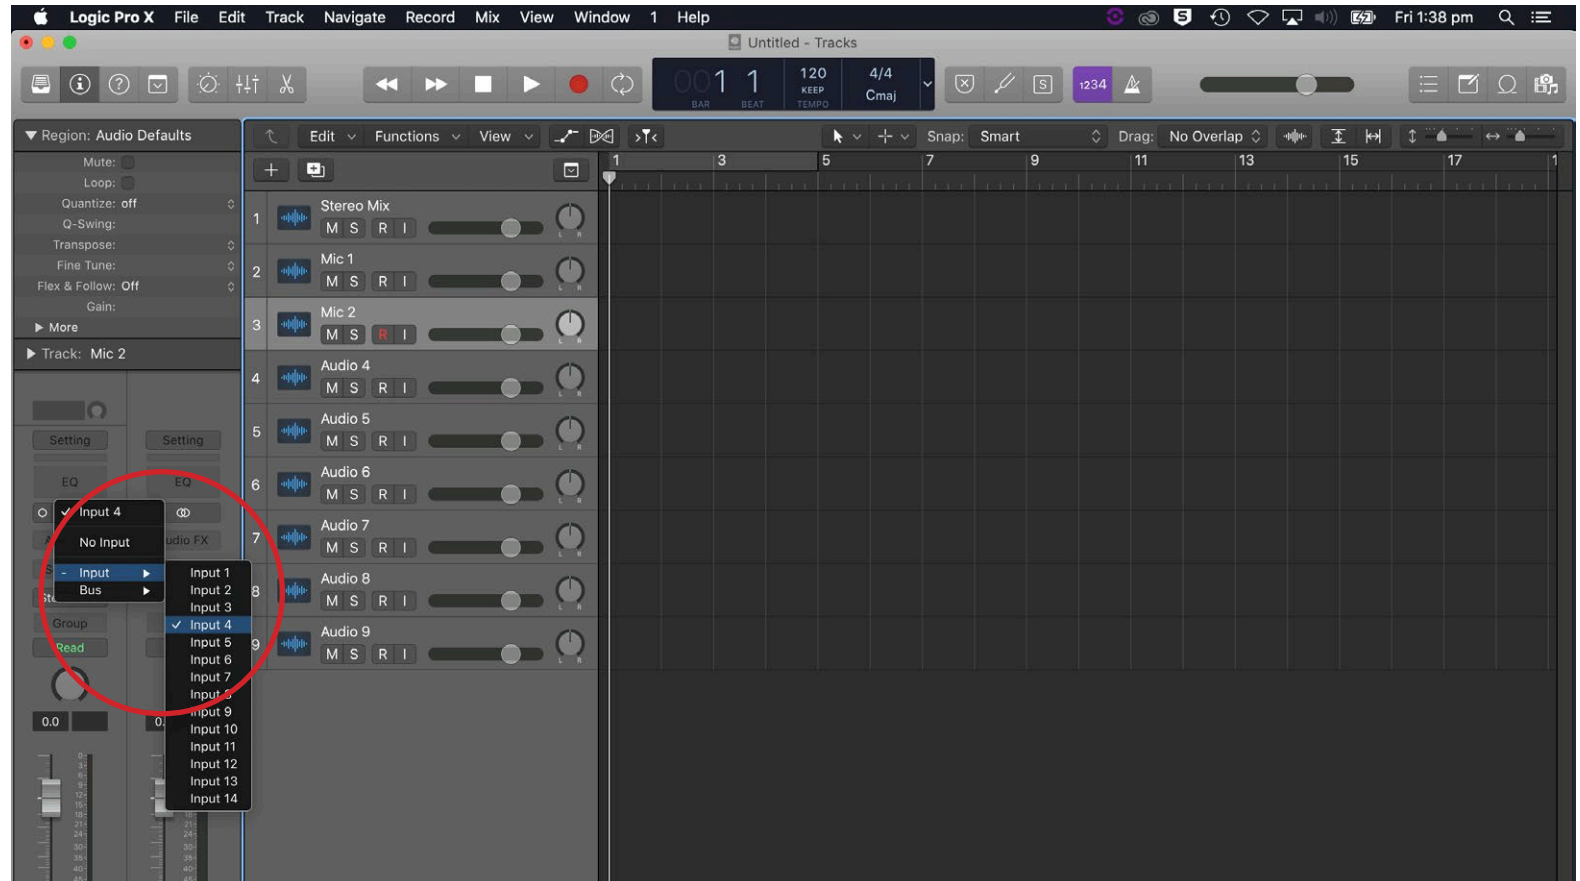 Logic Pro X File Edit Track Navigate Record Mix View Window 1 Help Fri 1:38 pm
Untitled - Tracks
001 1 120 4/4
KEEP Cmaj
BAR BEAT TEMPO
S 1234
Region: Audio Defaults
Edit Functions View Snap: Smart Drag: No Overlap
Mute:
Loop:
Quantize: off
Q-Swing:
Transpose:
Fine Tune:
Flex & Follow: Off
Gain:
More
Track: Mic 2
1 3 5 7 9 11 13 15 17 1
1 Stereo Mix
M S R I L R
2 Mic 1
M S R I L R
3 Mic 2
M S R I L R
4 Audio 4
M S R I L R
5 Audio 5
M S R I L R
6 Audio 6
M S R I L R
7 Audio 7
M S R I L R
8 Audio 8
M S R I L R
9 Audio 9
M S R I L R
Setting Setting
EQ EQ
Input 4
No Input
Input
Bus
Group
Read
0.0
Input 1
Input 2
Input 3
Input 4
Input 5
Input 6
Input 7
Input 8
Input 9
Input 10
Input 11
Input 12
Input 13
Input 14